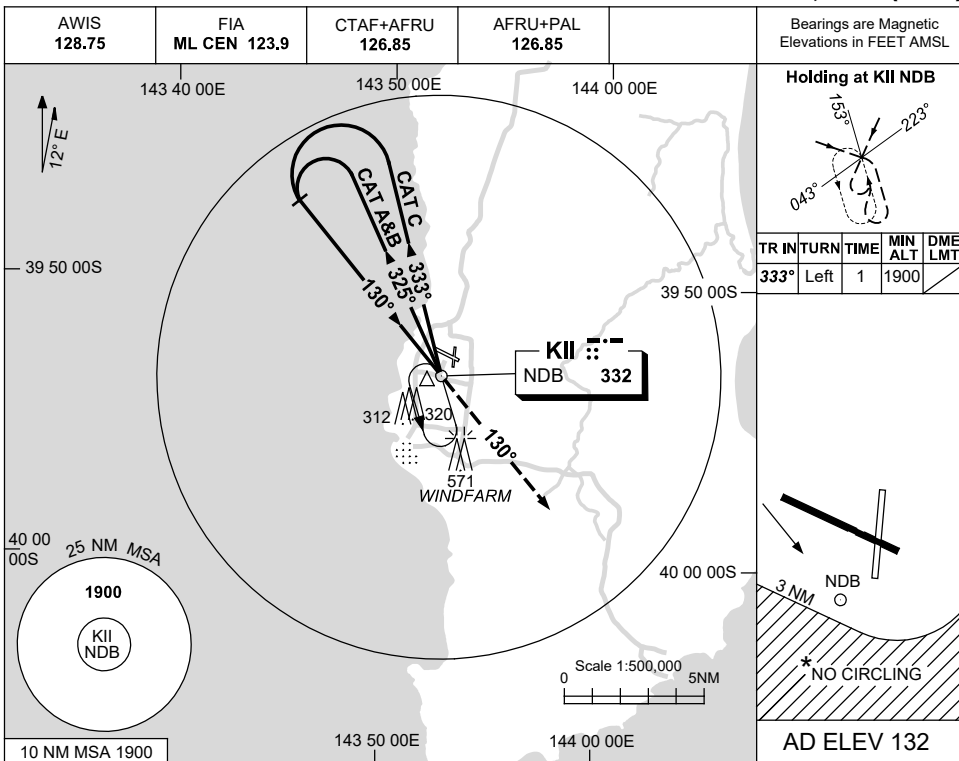 AWIS
128.75
FIA
ML CEN 123.9
CTAF+AFRU
126.85
AFRU+PAL
126.85
Bearings are Magnetic
Elevations in FEET AMSL
143 40 00E
143 50 00E
144 00 00E
12° E
CAT C
CAT A&B
333°
325°
130°
39 50 00S
39 50 00S
KII
NDB 332
312
320
571
WINDFARM
130°
40 00
00S
40 00 00S
25 NM MSA
1900
KII
NDB
Scale 1:500,000
0 5NM
10 NM MSA 1900
143 50 00E
144 00 00E
Holding at KII NDB
153°
223°
043°
TR IN TURN TIME MIN ALT DME LMT
333° Left 1 1900
NDB
3 NM
*NO CIRCLING
AD ELEV 132